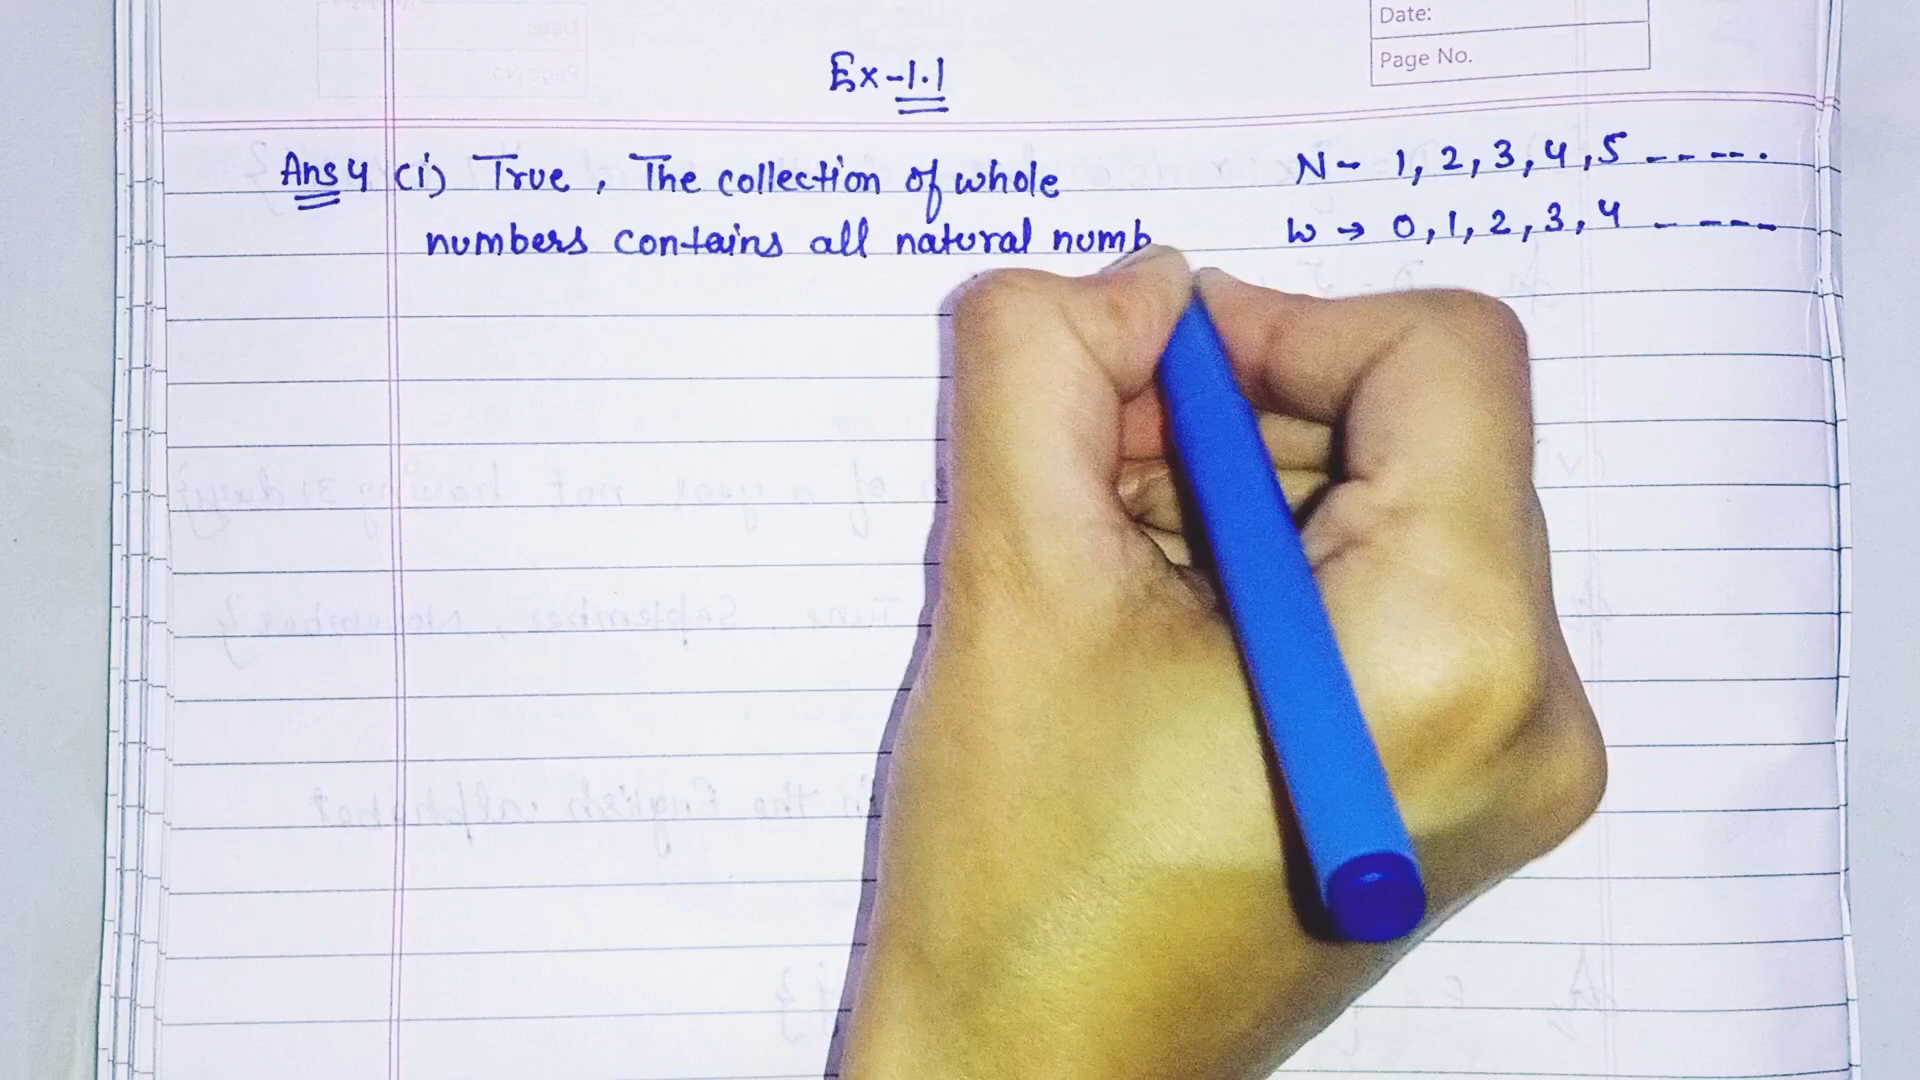 Date:
Page No.
Ex-1.1
Ans 4 (i) True, The collection of whole
numbers contains all natural numb
N- 1, 2, 3, 4, 5 -----.
W → 0, 1, 2, 3, 4 ----